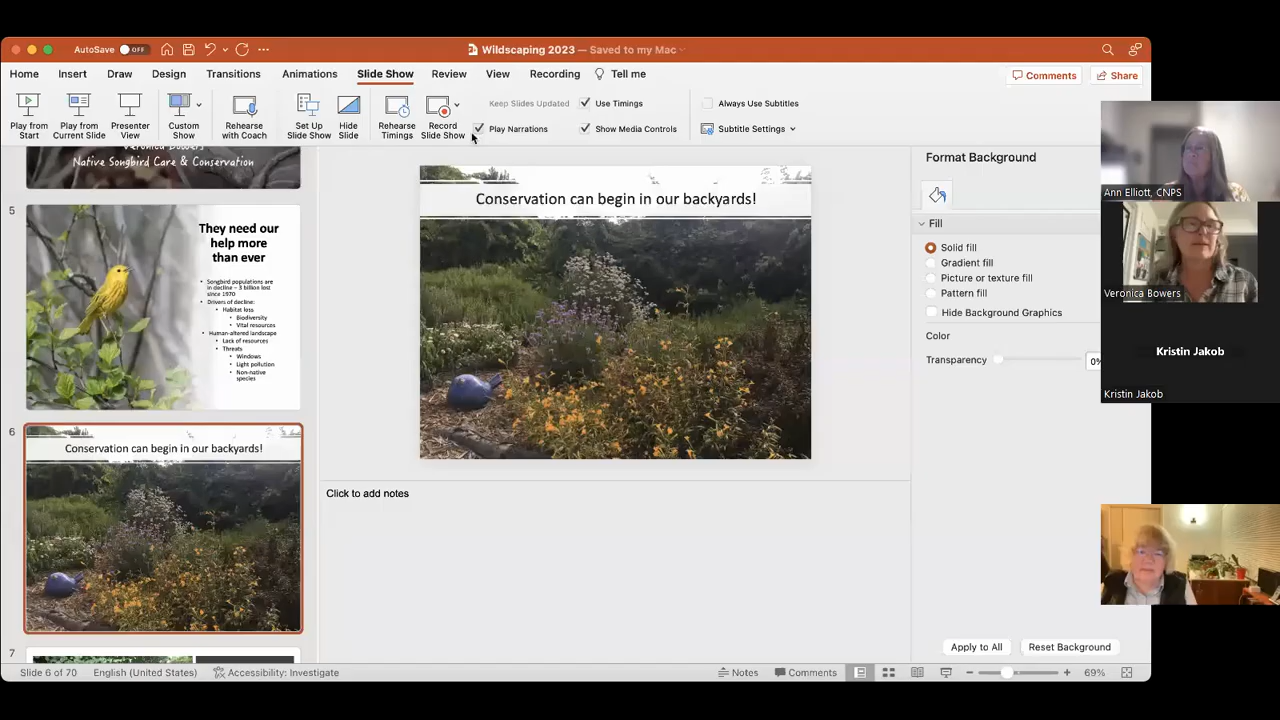 AutoSave OFF
Wildscaping 2023 — Saved to my Mac
Home Insert Draw Design Transitions Animations Slide Show Review View Recording Tell me
Comments Share
Play from Start
Play from Current Slide
Presenter View
Custom Show
Rehearse with Coach
Set Up Slide Show
Hide Slide
Rehearse Timings
Record Slide Show
Keep Slides Updated
Use Timings
Play Narrations
Show Media Controls
Always Use Subtitles
Subtitle Settings
Veronica Bowers
Native Songbird Care & Conservation
5
They need our
help more
than ever
• Songbird populations are
in decline – 3 billion lost
since 1970
• Drivers of decline:
• Habitat loss:
• Biodiversity
• Vital resources
• Human-altered landscape
• Lack of resources
• Threats
• Windows
• Light pollution
• Non-native
species
6
Conservation can begin in our backyards!
7
Conservation can begin in our backyards!
Click to add notes
Format Background
Fill
Solid fill
Gradient fill
Picture or texture fill
Pattern fill
Hide Background Graphics
Color
Transparency 0%
Apply to All Reset Background
Ann Elliott, CNPS
Veronica Bowers
Kristin Jakob
Kristin Jakob
Slide 6 of 70 English (United States) Accessibility: Investigate Notes Comments 69%